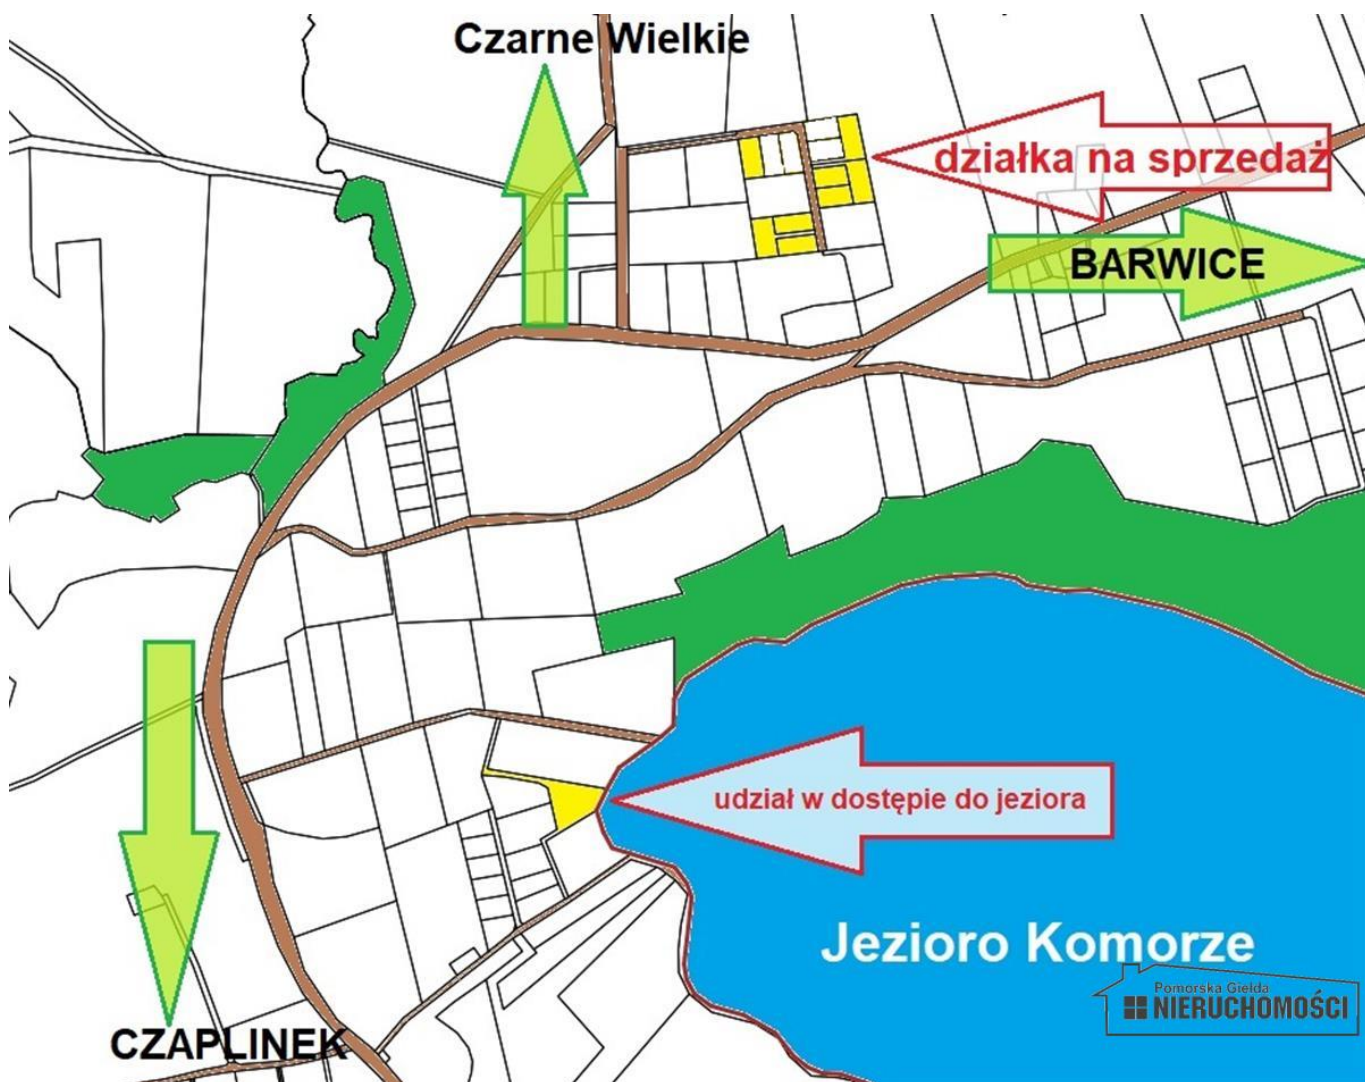 Czarne Wielkie
działka na sprzedaż
BARWICE
udział w dostępie do jeziora
Jezioro Komorze
Pomorska Giełda
NIERUCHOMOŚCI
CZAPLINEK